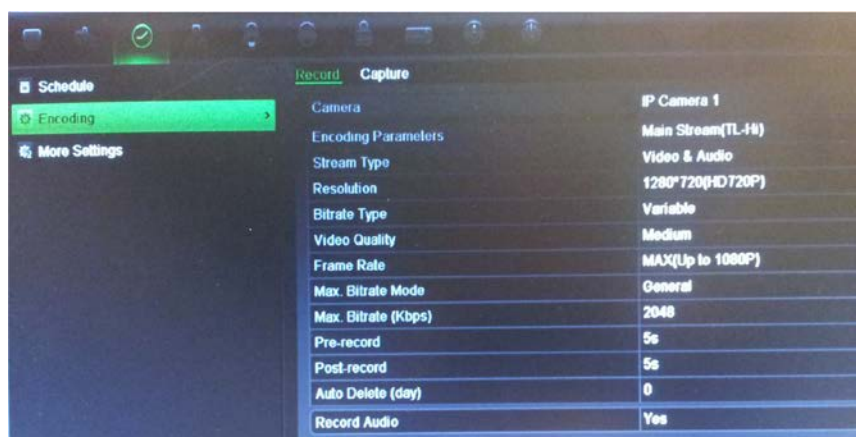 Schedule
Encoding
More Settings
Record Capture
Camera IP Camera 1
Encoding Parameters Main Stream(TL-Hi)
Stream Type Video & Audio
Resolution 1280*720(HD720P)
Bitrate Type Variable
Video Quality Medium
Frame Rate MAX(Up to 1080P)
Max. Bitrate Mode General
Max. Bitrate (Kbps) 2048
Pre-record 5s
Post-record 5s
Auto Delete (day) 0
Record Audio Yes